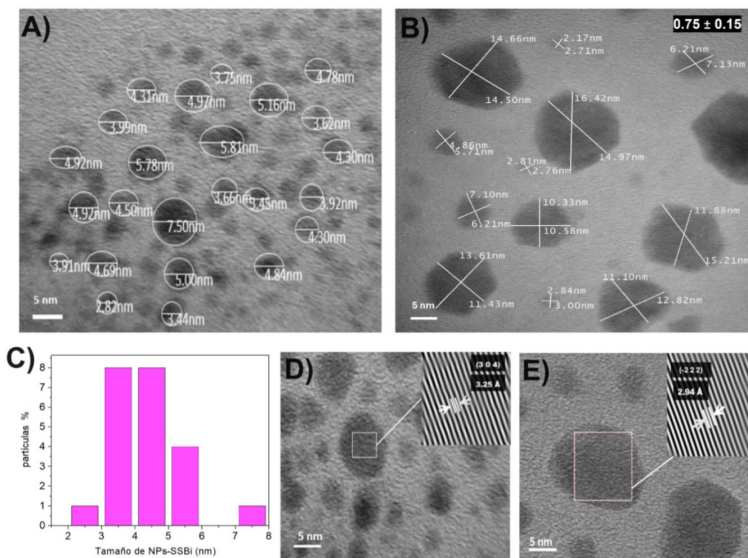 A)
3.75nm
4.78nm
4.31nm
4.97nm
5.16nm
3.99nm
3.62nm
5.81nm
4.30nm
4.92nm
5.78nm
3.66nm
3.45nm
3.92nm
4.92nm
4.50nm
7.50nm
4.30nm
3.91nm
4.69nm
5.00nm
4.84nm
2.82nm
3.44nm
5 nm
B)
0.75 ± 0.15
14.66nm
2.17nm
2.71nm
6.21nm
7.13nm
14.50nm
16.42nm
4.86nm
5.71nm
14.97nm
2.81nm
2.76nm
7.10nm
6.21nm
10.33nm
10.58nm
11.88nm
15.21nm
13.61nm
11.43nm
2.84nm
3.00nm
11.10nm
12.82nm
5 nm
C)
partículas %
8
7
6
5
4
3
2
1
0
2 3 4 5 6 7 8
Tamaño de NPs-SSBi (nm)
D)
(3 0 4)
3.25 Å
5 nm
E)
(-2 2 2)
2.94 Å
5 nm